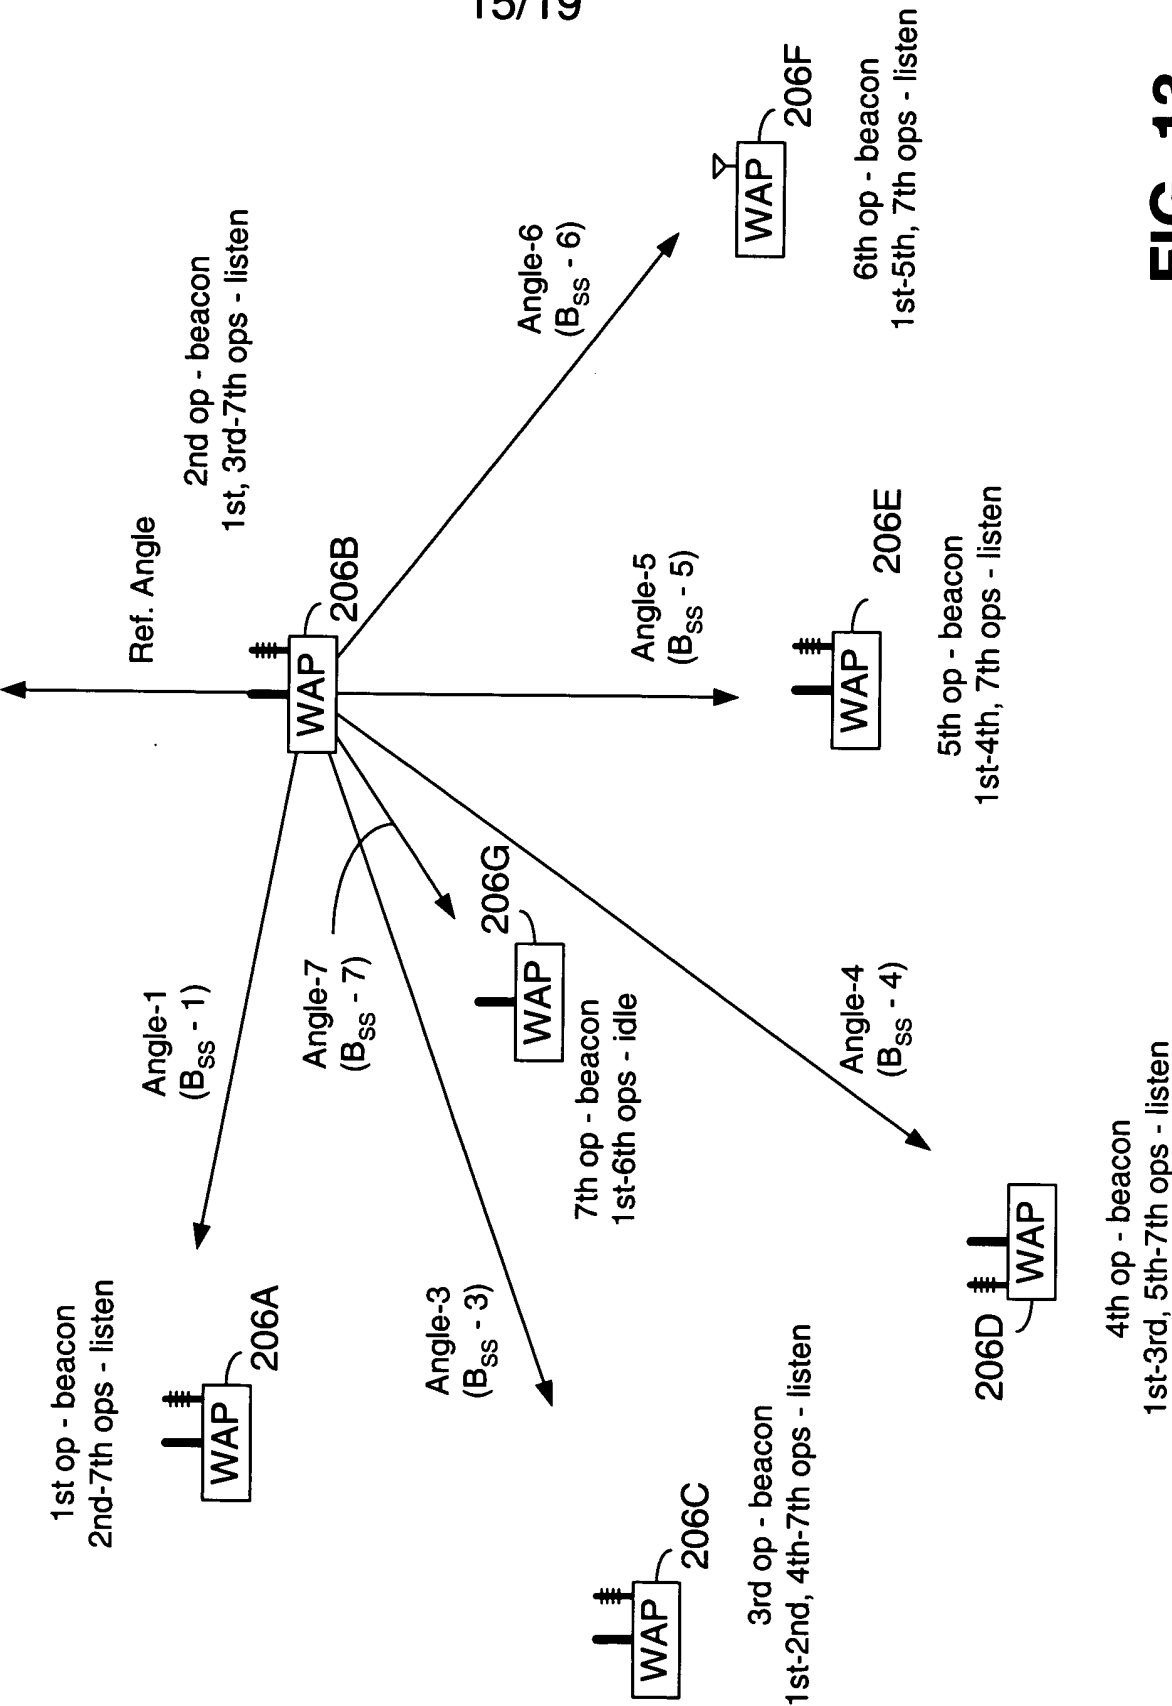 15/19
1st op - beacon
2nd-7th ops - listen
WAP
206A
Angle-1
(BSS - 1)
Ref. Angle
2nd op - beacon
1st, 3rd-7th ops - listen
WAP
206B
Angle-7
(BSS - 7)
Angle-3
(BSS - 3)
206G
WAP
7th op - beacon
1st-6th ops - idle
Angle-6
(BSS - 6)
Angle-5
(BSS - 5)
WAP
206C
3rd op - beacon
1st-2nd, 4th-7th ops - listen
Angle-4
(BSS - 4)
WAP
206E
5th op - beacon
1st-4th, 7th ops - listen
WAP
206F
6th op - beacon
1st-5th, 7th ops - listen
206D
WAP
4th op - beacon
1st-3rd, 5th-7th ops - listen
FIG.